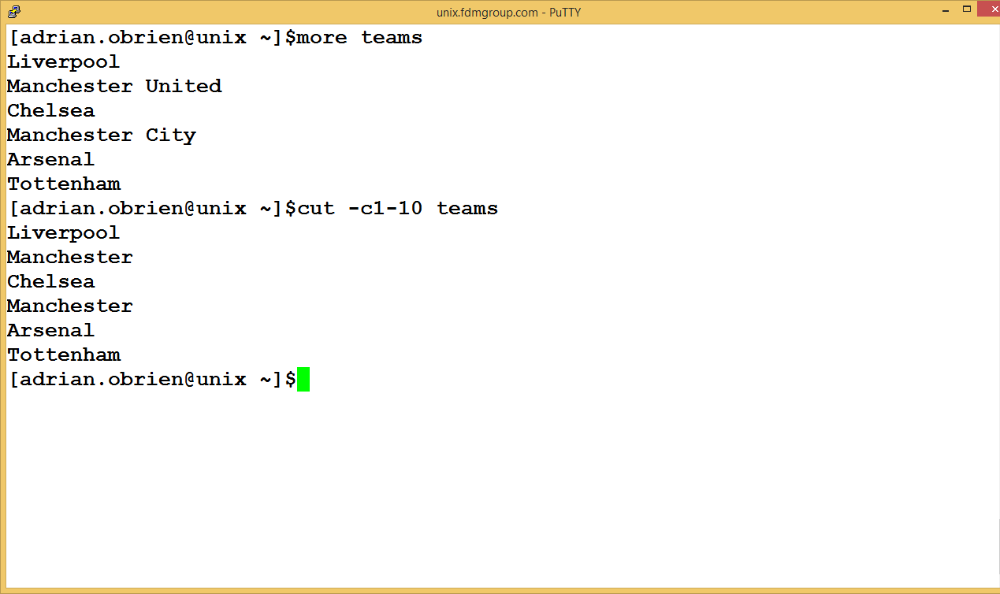 unix.fdmgroup.com - PuTTY
[adrian.obrien@unix ~]$more teams
Liverpool
Manchester United
Chelsea
Manchester City
Arsenal
Tottenham
[adrian.obrien@unix ~]$cut -c1-10 teams
Liverpool
Manchester
Chelsea
Manchester
Arsenal
Tottenham
[adrian.obrien@unix ~]$